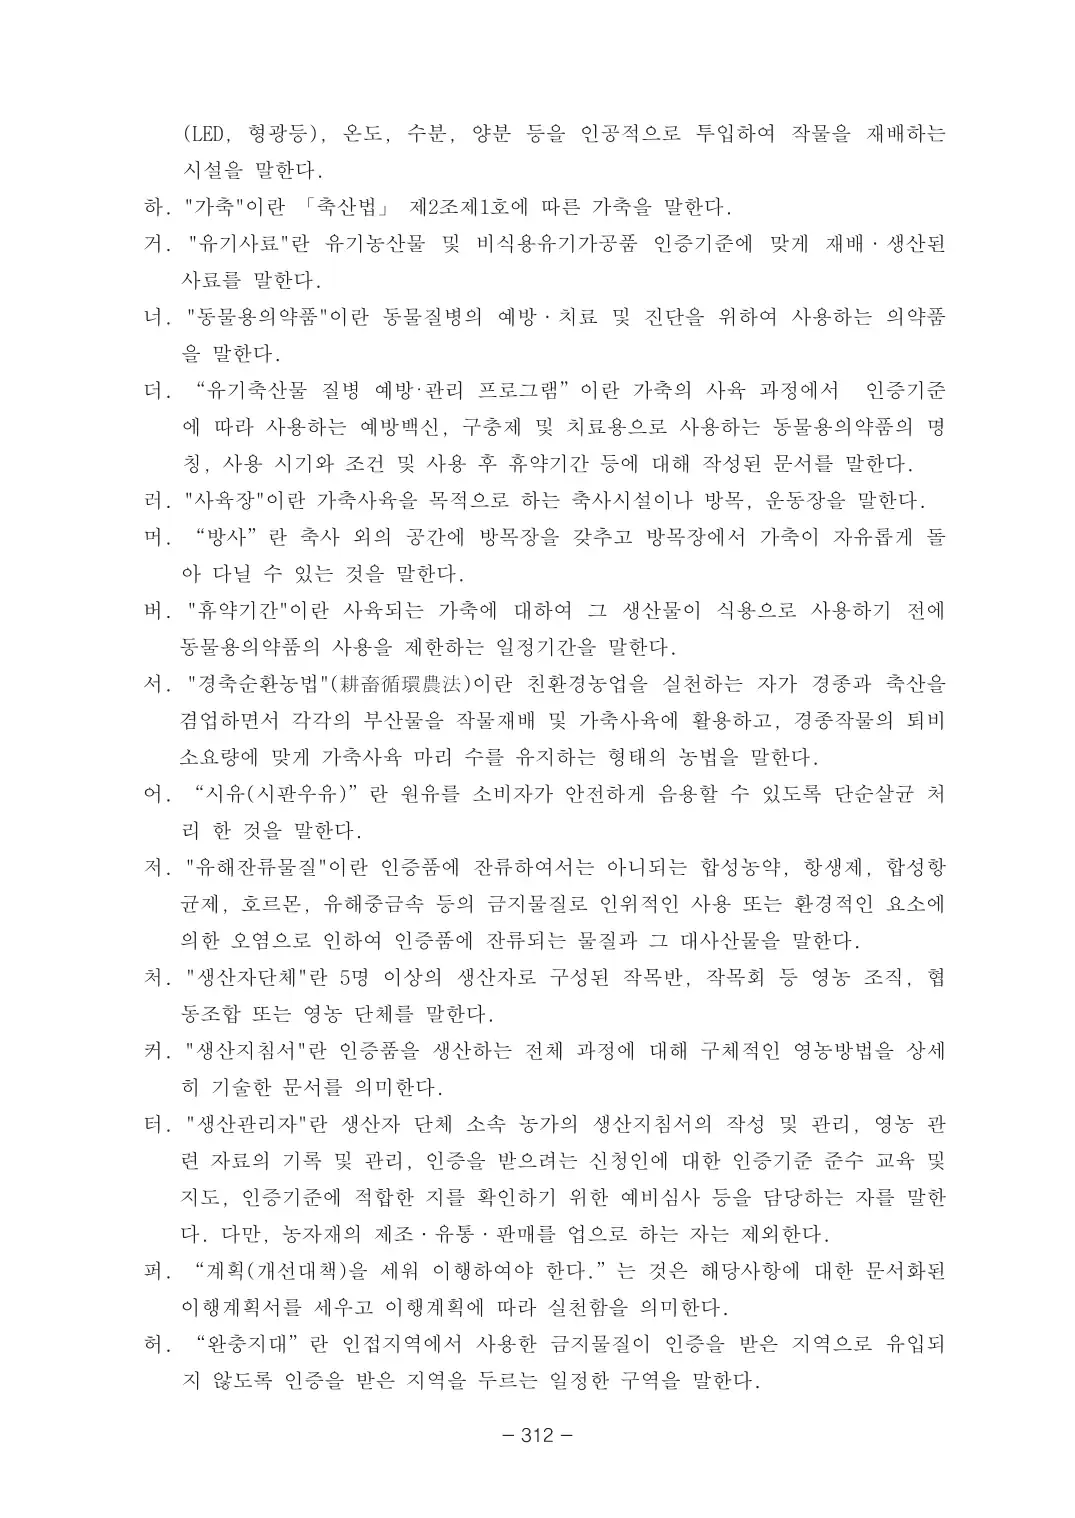 (LED, 형광등), 온도, 수분, 양분 등을 인공적으로 투입하여 작물을 재배하는
시설을 말한다.
하. "가축"이란 「축산법」 제2조제1호에 따른 가축을 말한다.
거. "유기사료"란 유기농산물 및 비식용유기가공품 인증기준에 맞게 재배·생산된
사료를 말한다.
너. "동물용의약품"이란 동물질병의 예방·치료 및 진단을 위하여 사용하는 의약품
을 말한다.
더. “유기축산물 질병 예방·관리 프로그램”이란 가축의 사육 과정에서 인증기준
에 따라 사용하는 예방백신, 구충제 및 치료용으로 사용하는 동물용의약품의 명
칭, 사용 시기와 조건 및 사용 후 휴약기간 등에 대해 작성된 문서를 말한다.
러. "사육장"이란 가축사육을 목적으로 하는 축사시설이나 방목, 운동장을 말한다.
머. “방사”란 축사 외의 공간에 방목장을 갖추고 방목장에서 가축이 자유롭게 돌
아 다닐 수 있는 것을 말한다.
버. "휴약기간"이란 사육되는 가축에 대하여 그 생산물이 식용으로 사용하기 전에
동물용의약품의 사용을 제한하는 일정기간을 말한다.
서. "경축순환농법"(耕畜循環農法)이란 친환경농업을 실천하는 자가 경종과 축산을
겸업하면서 각각의 부산물을 작물재배 및 가축사육에 활용하고, 경종작물의 퇴비
소요량에 맞게 가축사육 마리 수를 유지하는 형태의 농법을 말한다.
어. “시유(시판우유)”란 원유를 소비자가 안전하게 음용할 수 있도록 단순살균 처
리 한 것을 말한다.
저. "유해잔류물질"이란 인증품에 잔류하여서는 아니되는 합성농약, 항생제, 합성항
균제, 호르몬, 유해중금속 등의 금지물질로 인위적인 사용 또는 환경적인 요소에
의한 오염으로 인하여 인증품에 잔류되는 물질과 그 대사산물을 말한다.
처. "생산자단체"란 5명 이상의 생산자로 구성된 작목반, 작목회 등 영농 조직, 협
동조합 또는 영농 단체를 말한다.
커. "생산지침서"란 인증품을 생산하는 전체 과정에 대해 구체적인 영농방법을 상세
히 기술한 문서를 의미한다.
터. "생산관리자"란 생산자 단체 소속 농가의 생산지침서의 작성 및 관리, 영농 관
련 자료의 기록 및 관리, 인증을 받으려는 신청인에 대한 인증기준 준수 교육 및
지도, 인증기준에 적합한 지를 확인하기 위한 예비심사 등을 담당하는 자를 말한
다. 다만, 농자재의 제조·유통·판매를 업으로 하는 자는 제외한다.
퍼. “계획(개선대책)을 세워 이행하여야 한다.”는 것은 해당사항에 대한 문서화된
이행계획서를 세우고 이행계획에 따라 실천함을 의미한다.
허. “완충지대”란 인접지역에서 사용한 금지물질이 인증을 받은 지역으로 유입되
지 않도록 인증을 받은 지역을 두르는 일정한 구역을 말한다.
- 312 -